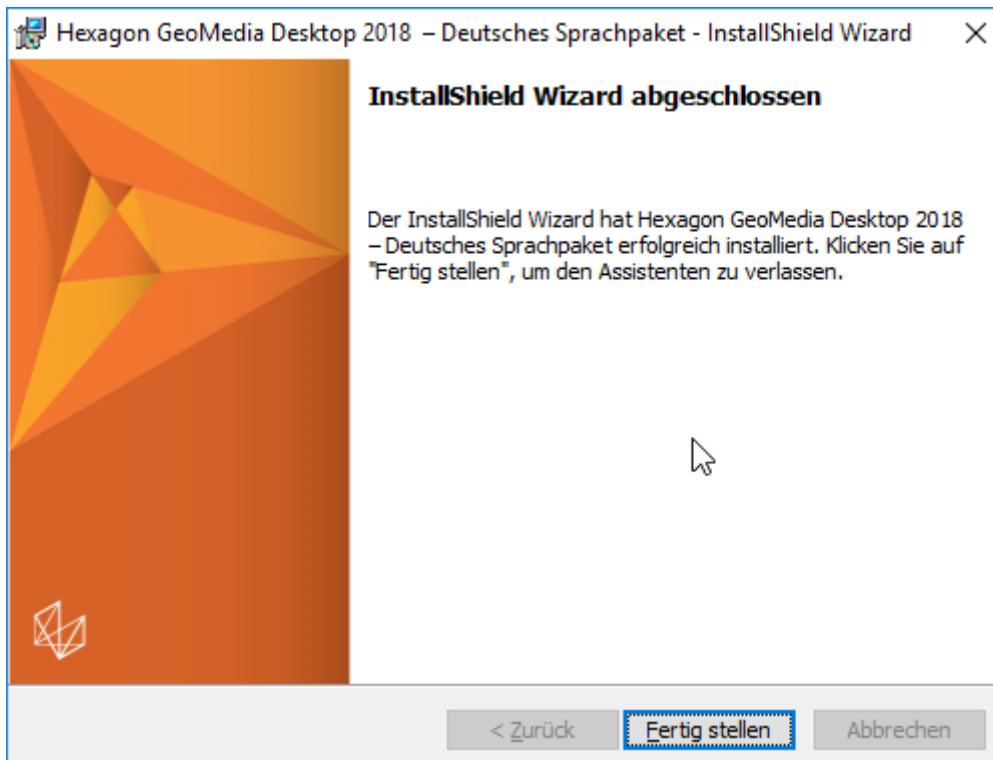 Hexagon GeoMedia Desktop 2018 – Deutsches Sprachpaket - InstallShield Wizard
InstallShield Wizard abgeschlossen
Der InstallShield Wizard hat Hexagon GeoMedia Desktop 2018
– Deutsches Sprachpaket erfolgreich installiert. Klicken Sie auf
"Fertig stellen", um den Assistenten zu verlassen.
< Zurück
Fertig stellen
Abbrechen